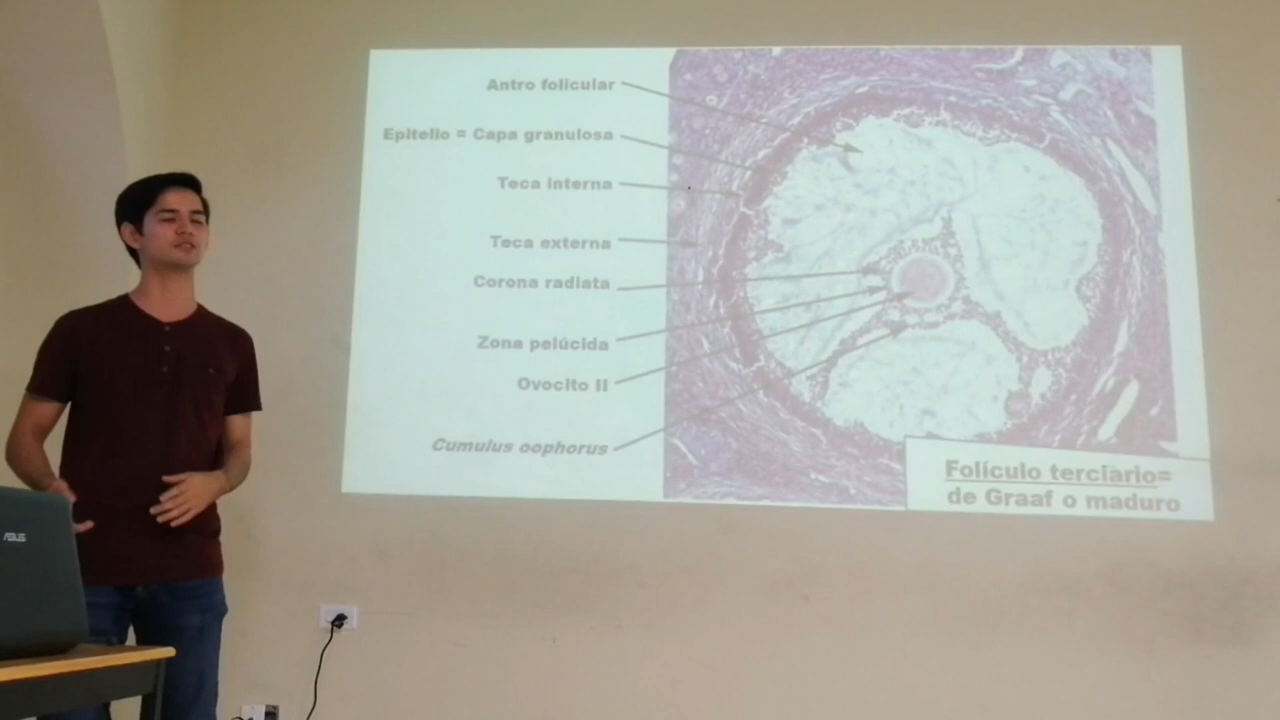 Antro folicular
Epitelio = Capa granulosa
Teca interna
Teca externa
Corona radiata
Zona pelúcida
Ovocito II
Cumulus oophorus
Folículo terciario=
de Graaf o maduro
ASUS